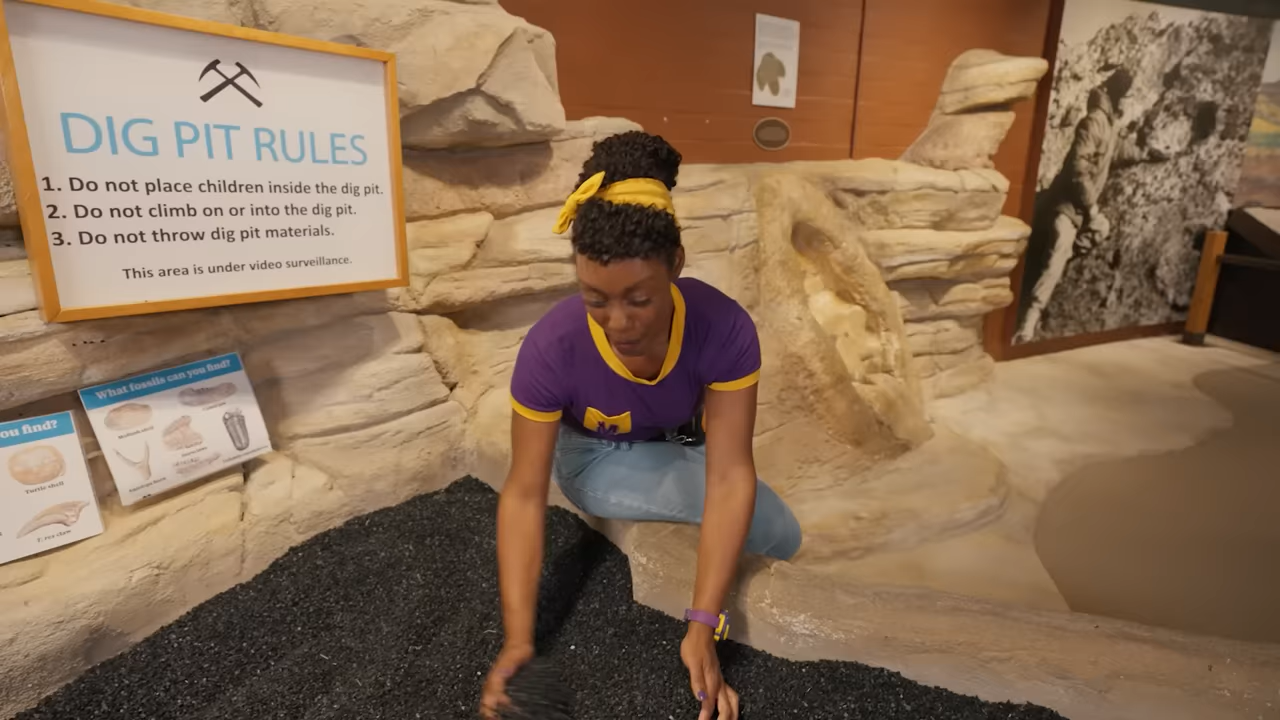 DIG PIT RULES
1. Do not place children inside the dig pit.
2. Do not climb on or into the dig pit.
3. Do not throw dig pit materials.
This area is under video surveillance.
What fossils can you find?
ou find?
Turtle shell
T. rex claw
M